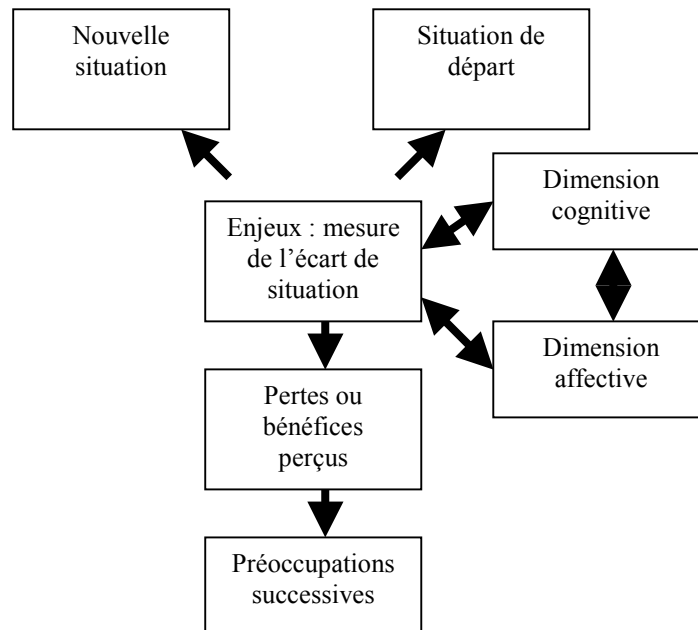 Nouvelle
situation
Situation de
départ
Dimension
cognitive
Enjeux : mesure
de l’écart de
situation
Dimension
affective
Pertes ou
bénéfices
perçus
Préoccupations
successives